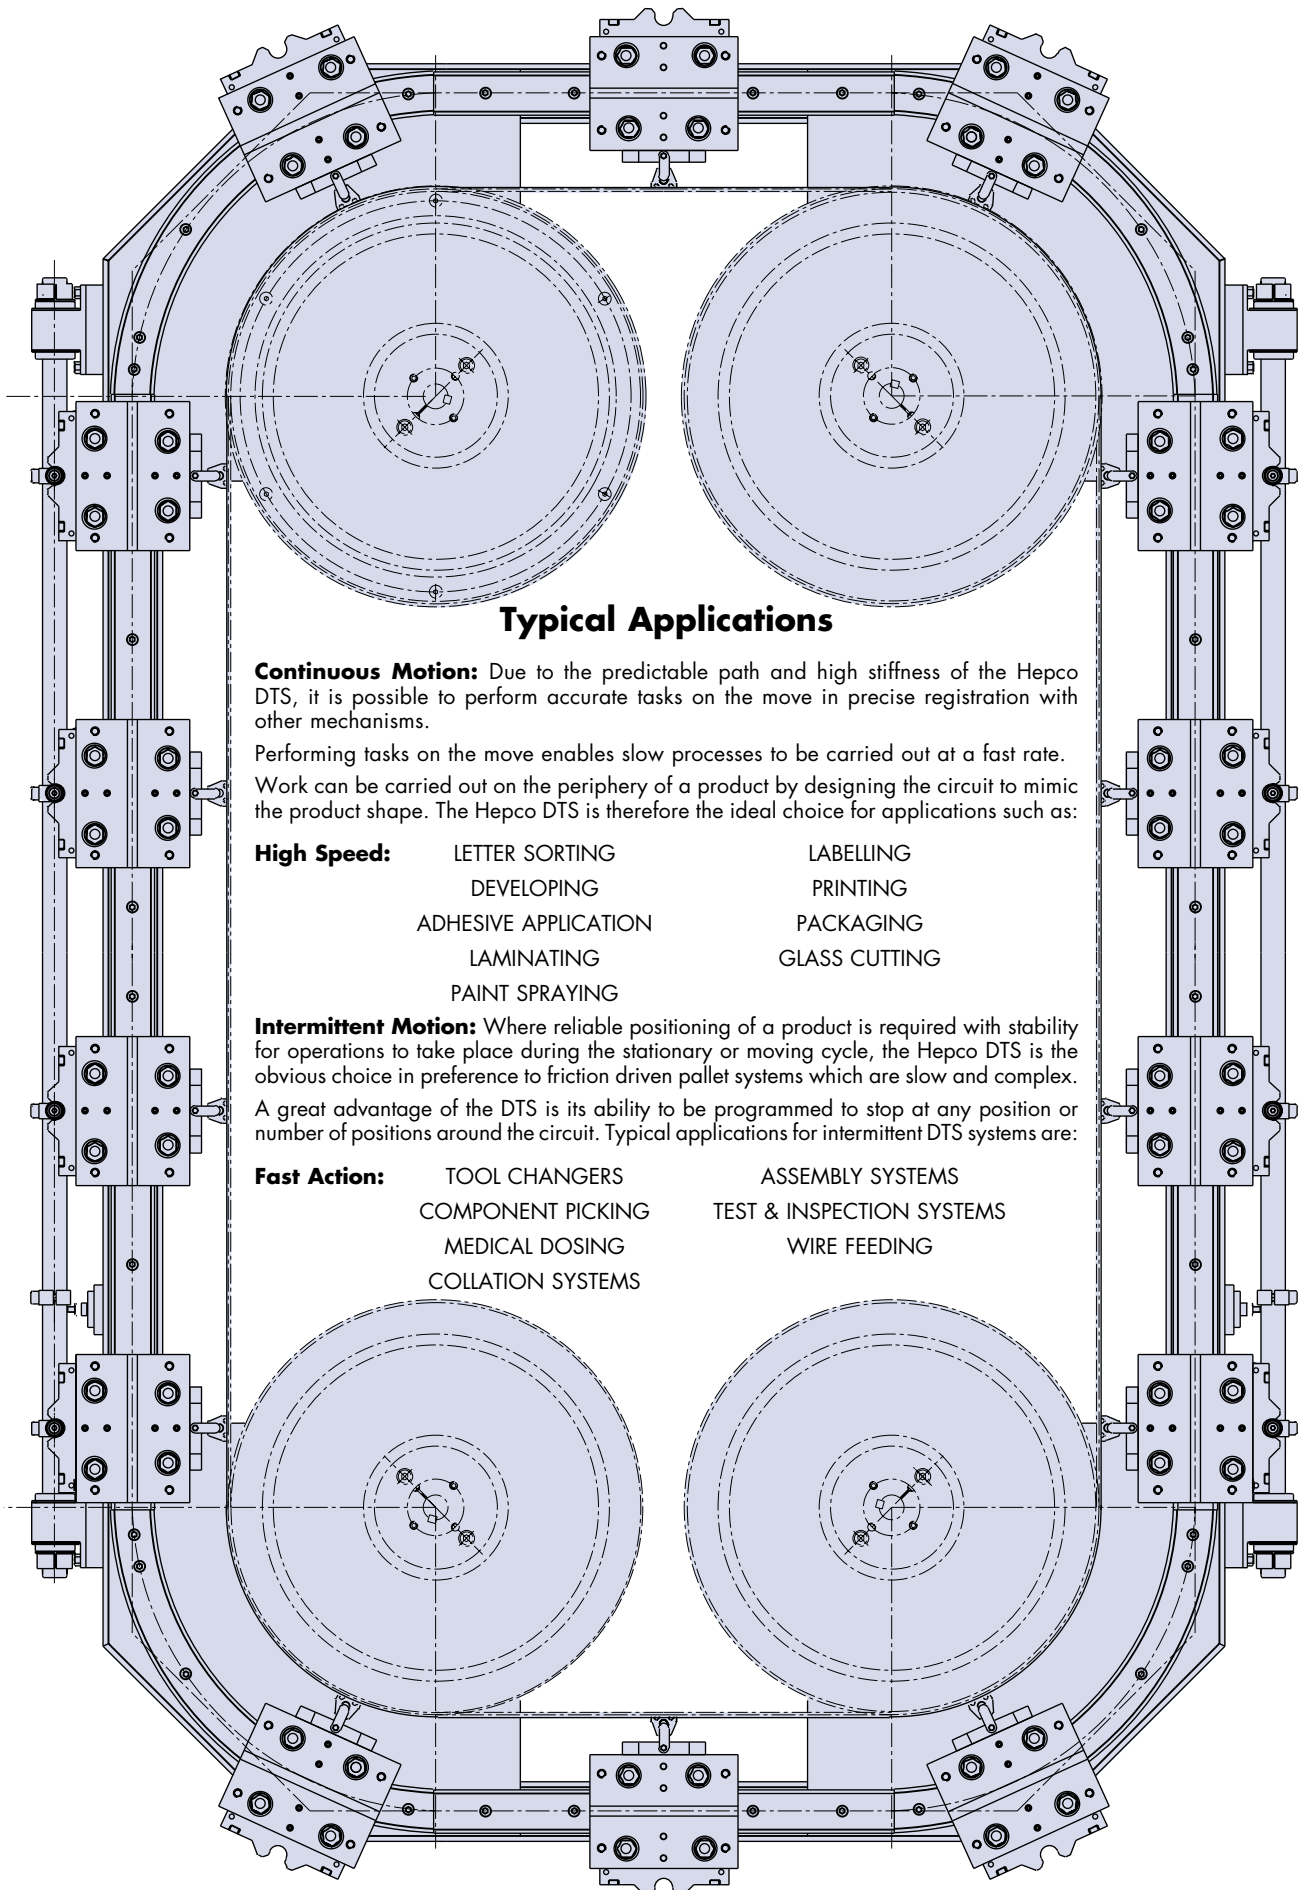 Typical Applications
Continuous Motion: Due to the predictable path and high stiffness of the Hepco
DTS, it is possible to perform accurate tasks on the move in precise registration with
other mechanisms.
Performing tasks on the move enables slow processes to be carried out at a fast rate.
Work can be carried out on the periphery of a product by designing the circuit to mimic
the product shape. The Hepco DTS is therefore the ideal choice for applications such as:
High Speed: LETTER SORTING LABELLING
DEVELOPING PRINTING
ADHESIVE APPLICATION PACKAGING
LAMINATING GLASS CUTTING
PAINT SPRAYING
Intermittent Motion: Where reliable positioning of a product is required with stability
for operations to take place during the stationary or moving cycle, the Hepco DTS is the
obvious choice in preference to friction driven pallet systems which are slow and complex.
A great advantage of the DTS is its ability to be programmed to stop at any position or
number of positions around the circuit. Typical applications for intermittent DTS systems are:
Fast Action: TOOL CHANGERS ASSEMBLY SYSTEMS
COMPONENT PICKING TEST & INSPECTION SYSTEMS
MEDICAL DOSING WIRE FEEDING
COLLATION SYSTEMS